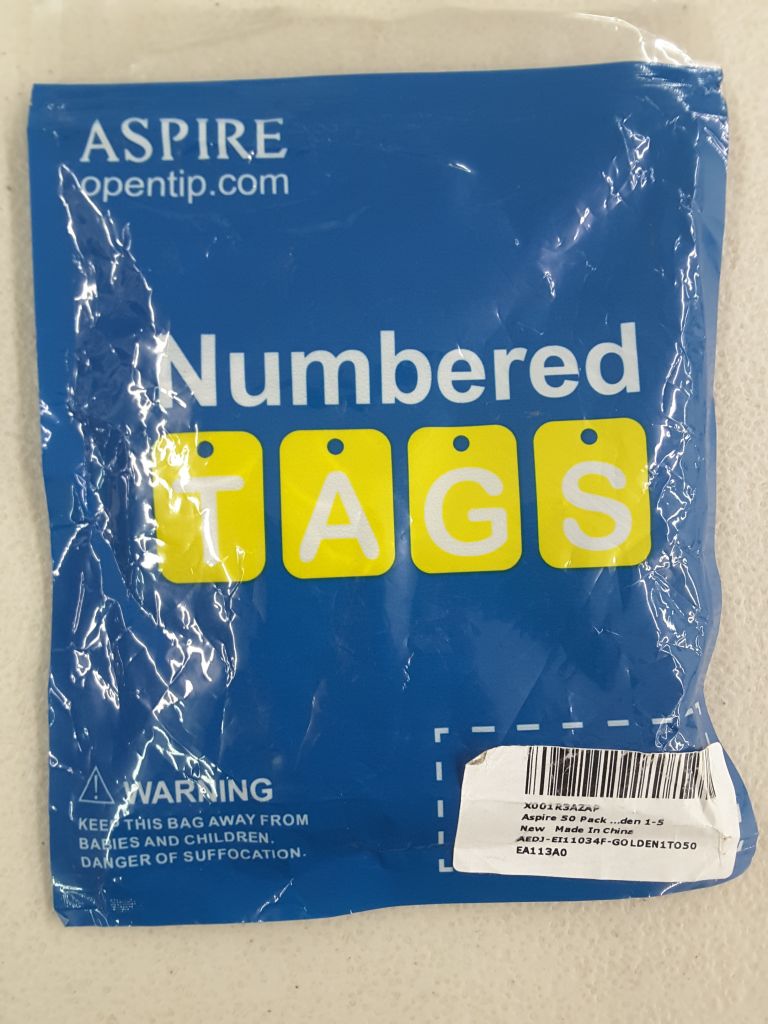 ASPIRE
opentip.com
Numbered
TAGS
WARNING
KEEP THIS BAG AWAY FROM
BABIES AND CHILDREN.
DANGER OF SUFFOCATION.
X001R3AZAP
Aspire 50 Pack ...den 1-5
New Made In China
AEDJ-EI11034F-GOLDEN1TO50
EA113A0